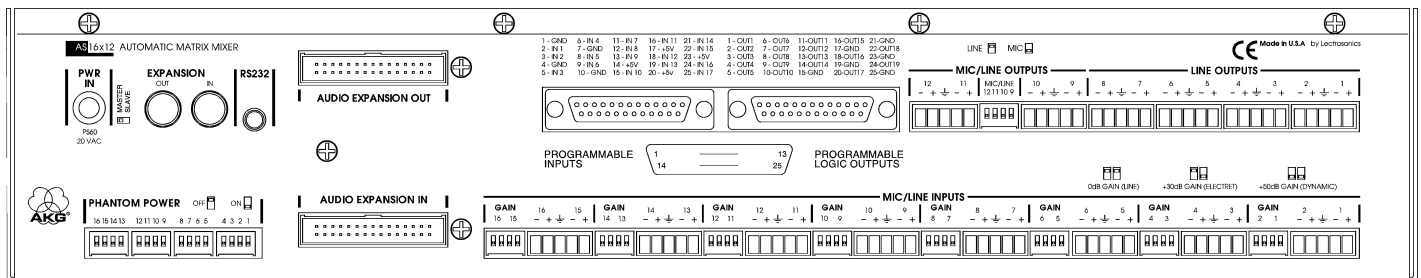 AS 16x12 AUTOMATIC MATRIX MIXER
PWR IN
PS60
20 VAC
MASTER
SLAVE
EXPANSION
OUT IN
RS232
AUDIO EXPANSION OUT
1 - GND 6 - IN 4 11 - IN 7 16 - IN 11 21 - IN 14
2 - IN 1 7 - GND 12 - IN 8 17 - +5V 22 - IN 15
3 - IN 2 8 - IN 5 13 - IN 9 18 - IN 12 23 - +5V
4 - GND 9 - IN 6 14 - +5V 19 - IN 13 24 - IN 16
5 - IN 3 10 - GND 15 - IN 10 20 - +5v 25 - IN 17
1 - OUT1 6 - OUT6 11-OUT11 16-OUT15 21-GND
2 - OUT2 7 - OUT7 12-OUT12 17-GND 22-OUT18
3 - OUT3 8 - OUT8 13-OUT13 18-OUT16 23-GND
4 - OUT4 9 - OUT9 14-OUT14 19-GND 24-OUT19
5 - OUT5 10-OUT10 15-GND 20-OUT17 25-GND
LINE MIC
CE Made in U.S.A by Lectrosonics
MIC/LINE OUTPUTS
LINE OUTPUTS
12 11 MIC/LINE 10 9 8 7 6 5 4 3 2 1
- + ⏚ - + 12 11 10 9 - + ⏚ - + - + ⏚ - + - + ⏚ - + - + ⏚ - + - + ⏚ - +
PROGRAMMABLE INPUTS
1 13
14 25
PROGRAMMABLE LOGIC OUTPUTS
0dB GAIN (LINE) +30dB GAIN (ELECTRET) +50dB GAIN (DYNAMIC)
AKG®
PHANTOM POWER OFF ON
16 15 14 13 12 11 10 9 8 7 6 5 4 3 2 1
AUDIO EXPANSION IN
MIC/LINE INPUTS
GAIN 16 15 GAIN 14 13 GAIN 12 11 GAIN 10 9 GAIN 8 7 GAIN 6 5 GAIN 4 3 GAIN 2 1
16 15 - + ⏚ - + 14 13 - + ⏚ - + 12 11 - + ⏚ - + 10 9 - + ⏚ - + 8 7 - + ⏚ - + 6 5 - + ⏚ - + 4 3 - + ⏚ - + 2 1 - + ⏚ - +